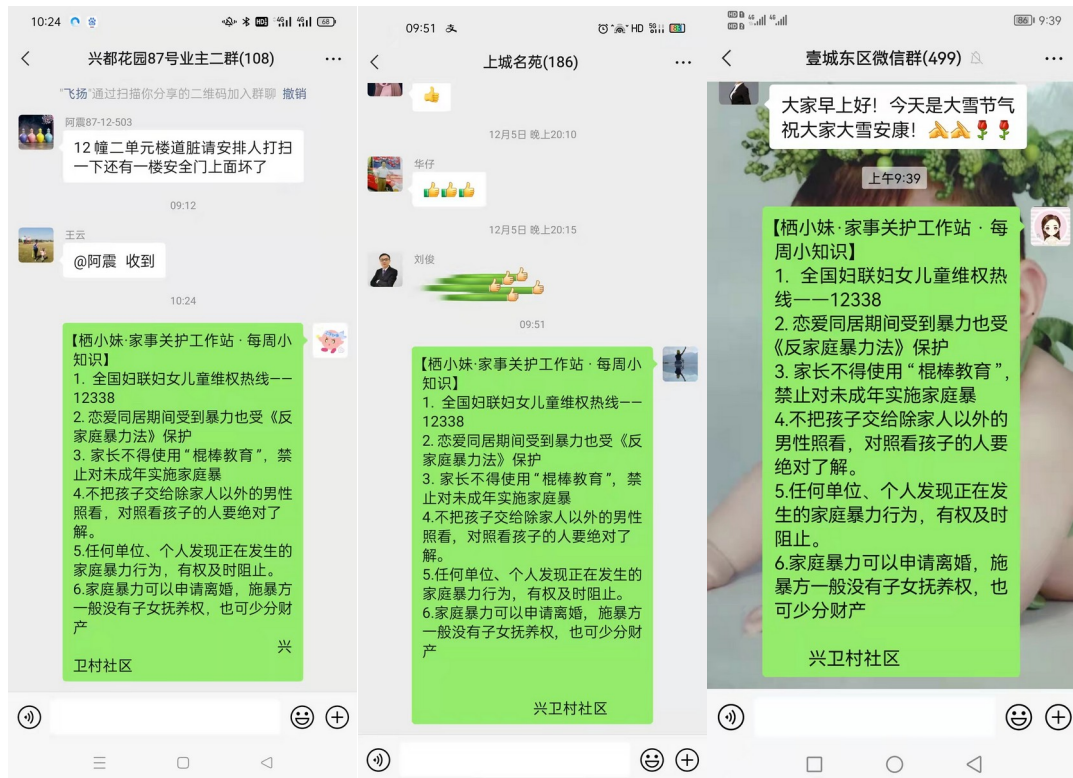 10:24
HD 4G 4G 68
兴都花园87号业主二群(108)
"飞扬"通过扫描你分享的二维码加入群聊 撤销
阿震87-12-503
12幢二单元楼道脏请安排人打扫
一下还有一楼安全门上面坏了
09:12
王云
@阿震 收到
10:24
【栖小妹·家事关护工作站 · 每周小
知识】
1. 全国妇联妇女儿童维权热线——
12338
2. 恋爱同居期间受到暴力也受《反
家庭暴力法》保护
3. 家长不得使用“棍棒教育”，禁
止对未成年实施家庭暴
4.不把孩子交给除家人以外的男性
照看，对照看孩子的人要绝对了
解。
5.任何单位、个人发现正在发生的
家庭暴力行为，有权及时阻止。
6.家庭暴力可以申请离婚，施暴方
一般没有子女抚养权，也可少分财
产
兴
卫村社区
09:51 支
HD 5G
上城名苑(186)
12月5日 晚上20:10
华仔
12月5日 晚上20:15
刘俊
09:51
【栖小妹·家事关护工作站 · 每周小
知识】
1. 全国妇联妇女儿童维权热线——
12338
2. 恋爱同居期间受到暴力也受《反
家庭暴力法》保护
3. 家长不得使用“棍棒教育”，禁
止对未成年实施家庭暴
4.不把孩子交给除家人以外的男性
照看，对照看孩子的人要绝对了
解。
5.任何单位、个人发现正在发生的
家庭暴力行为，有权及时阻止。
6.家庭暴力可以申请离婚，施暴方
一般没有子女抚养权，也可少分财
产
兴卫村社区
HD HD 4G 4G 86 9:39
壹城东区微信群(499)
大家早上好！今天是大雪节气
祝大家大雪安康！
上午9:39
【栖小妹·家事关护工作站 · 每
周小知识】
1. 全国妇联妇女儿童维权热
线——12338
2. 恋爱同居期间受到暴力也受
《反家庭暴力法》保护
3. 家长不得使用“棍棒教育”，
禁止对未成年实施家庭暴
4.不把孩子交给除家人以外的
男性照看，对照看孩子的人要
绝对了解。
5.任何单位、个人发现正在发
生的家庭暴力行为，有权及时
阻止。
6.家庭暴力可以申请离婚，施
暴方一般没有子女抚养权，也
可少分财产
兴卫村社区